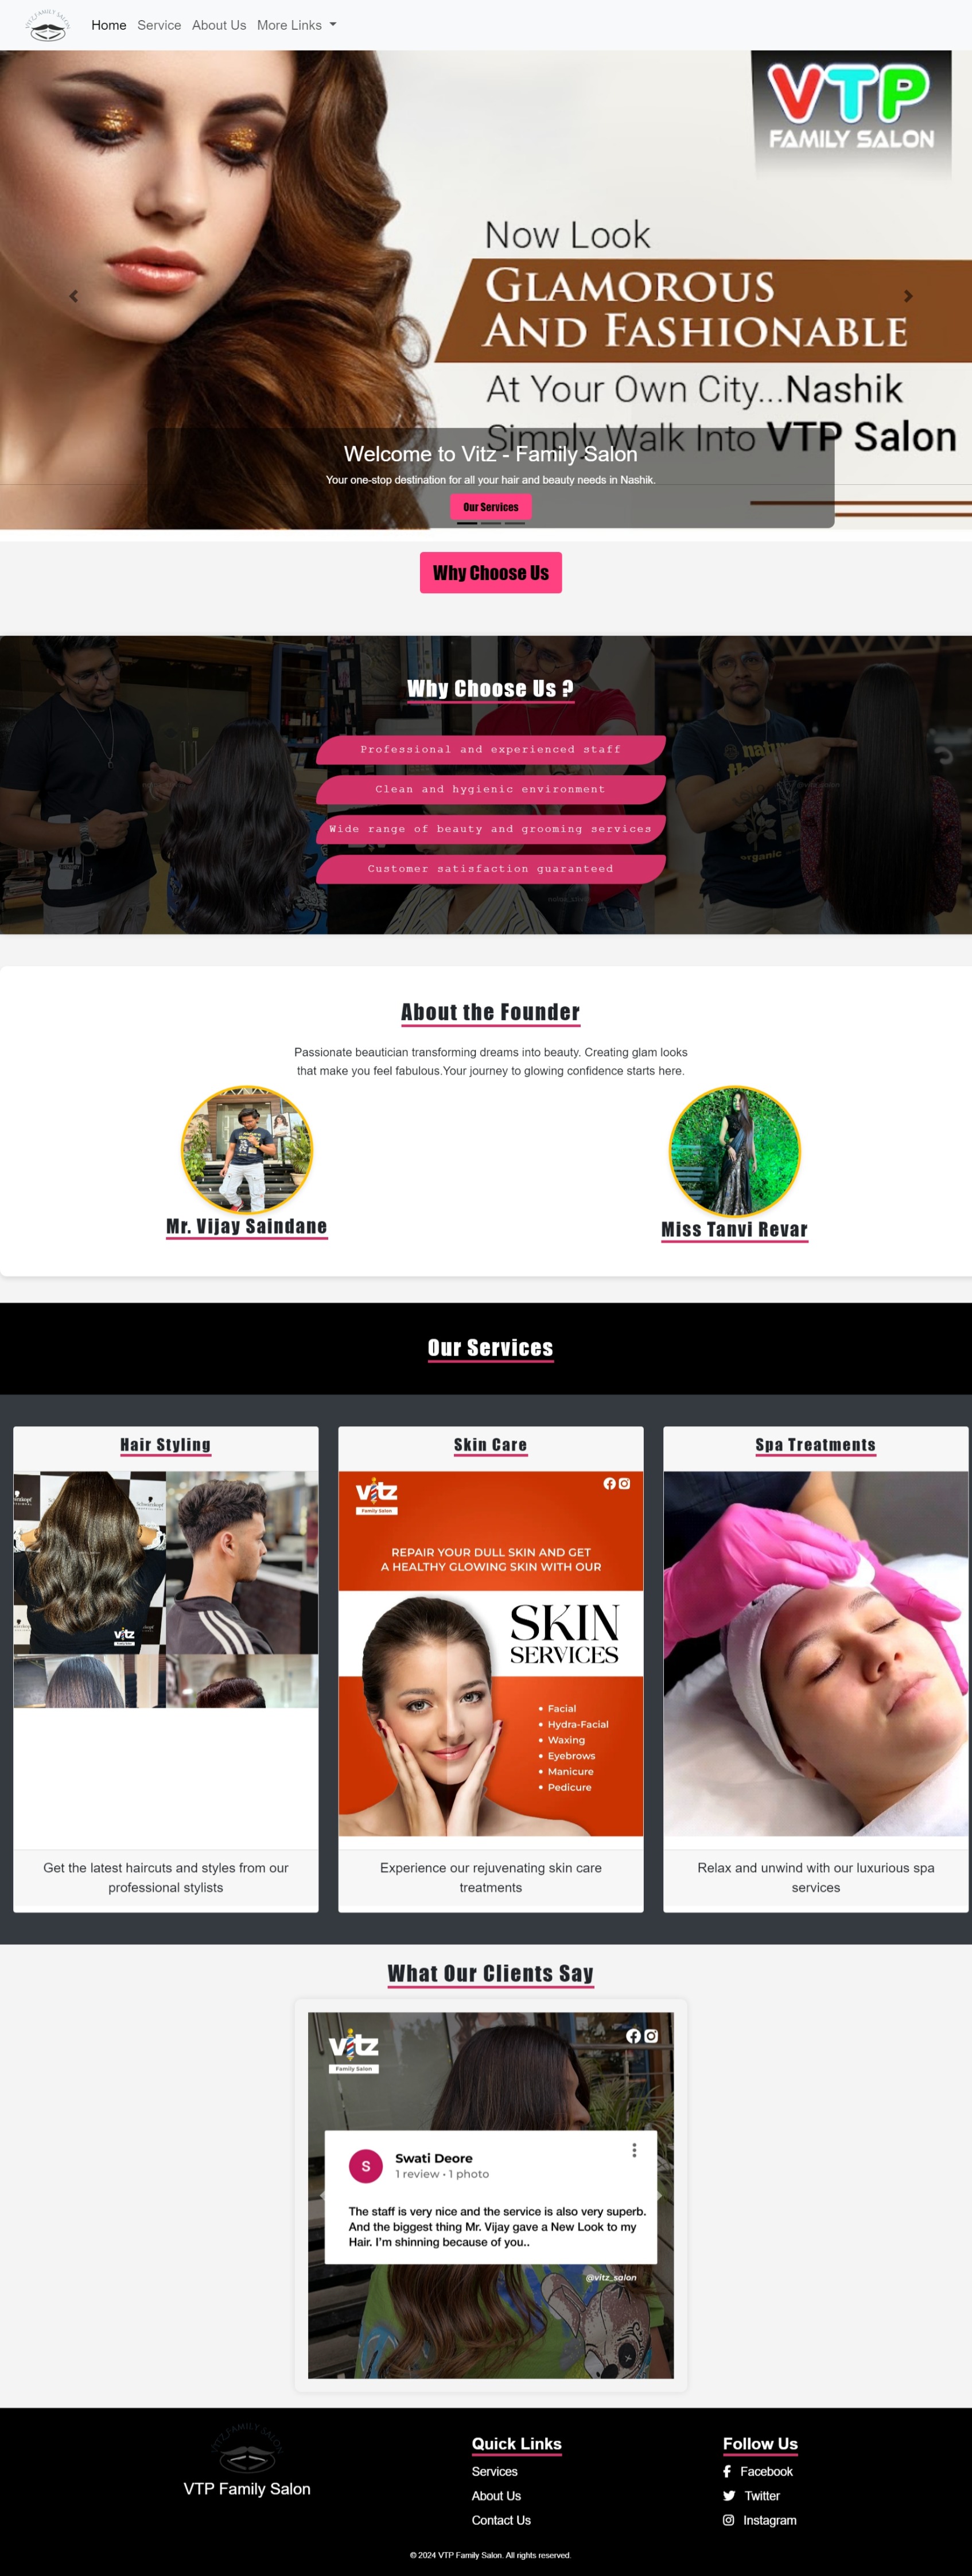 VITZ FAMILY SALON
Home Service About Us More Links
VTP
FAMILY SALON
Now Look
GLAMOROUS
AND FASHIONABLE
At Your Own City...Nashik
Simply Walk Into VTP Salon
Welcome to Vitz - Family Salon
Your one-stop destination for all your hair and beauty needs in Nashik.
Our Services
Why Choose Us
Why Choose Us ?
Professional and experienced staff
Clean and hygienic environment
Wide range of beauty and grooming services
Customer satisfaction guaranteed
About the Founder
Passionate beautician transforming dreams into beauty. Creating glam looks
that make you feel fabulous.Your journey to glowing confidence starts here.
Mr. Vijay Saindane
Miss Tanvi Revar
Our Services
Hair Styling
Schwarzkopf
vitz
Get the latest haircuts and styles from our
professional stylists
Skin Care
vitz
Family Salon
REPAIR YOUR DULL SKIN AND GET
A HEALTHY GLOWING SKIN WITH OUR
SKIN
SERVICES
• Facial
• Hydra-Facial
• Waxing
• Eyebrows
• Manicure
• Pedicure
Experience our rejuvenating skin care
treatments
Spa Treatments
Relax and unwind with our luxurious spa
services
What Our Clients Say
vitz
Family Salon
S
Swati Deore
1 review • 1 photo
The staff is very nice and the service is also very superb.
And the biggest thing Mr. Vijay gave a New Look to my
Hair. I'm shinning because of you..
@vitz_salon
VITZ FAMILY SALON
VTP Family Salon
Quick Links
Services
About Us
Contact Us
Follow Us
Facebook
Twitter
Instagram
© 2024 VTP Family Salon. All rights reserved.